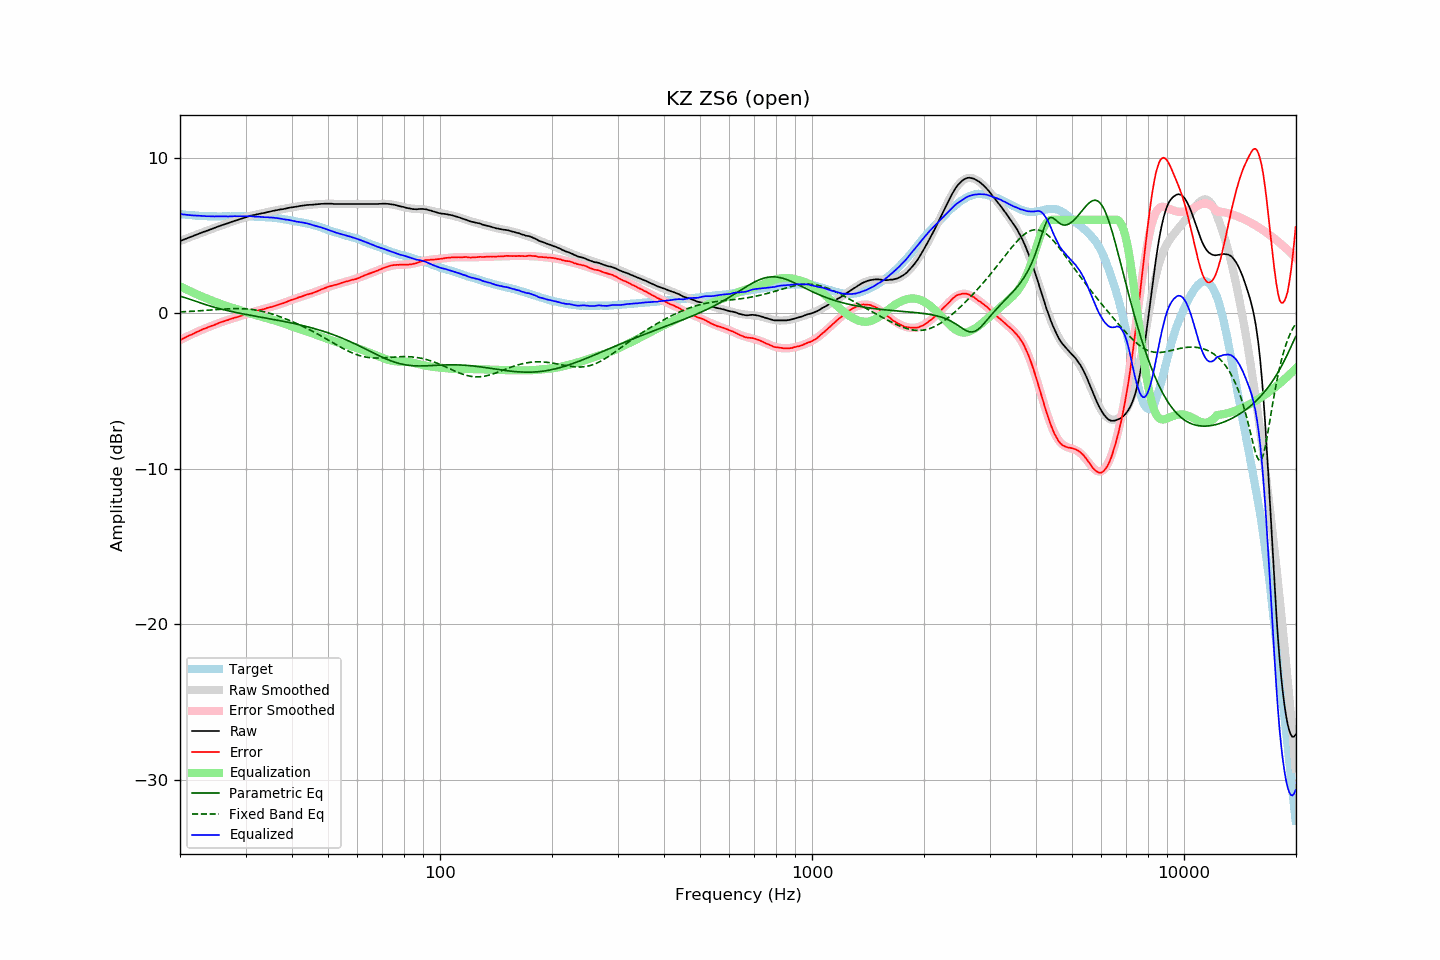 KZ ZS6 (open)
10
0
−10
−20
−30
Amplitude (dBr)
Target
Raw Smoothed
Error Smoothed
Raw
Error
Equalization
Parametric Eq
Fixed Band Eq
Equalized
100
1000
10000
Frequency (Hz)